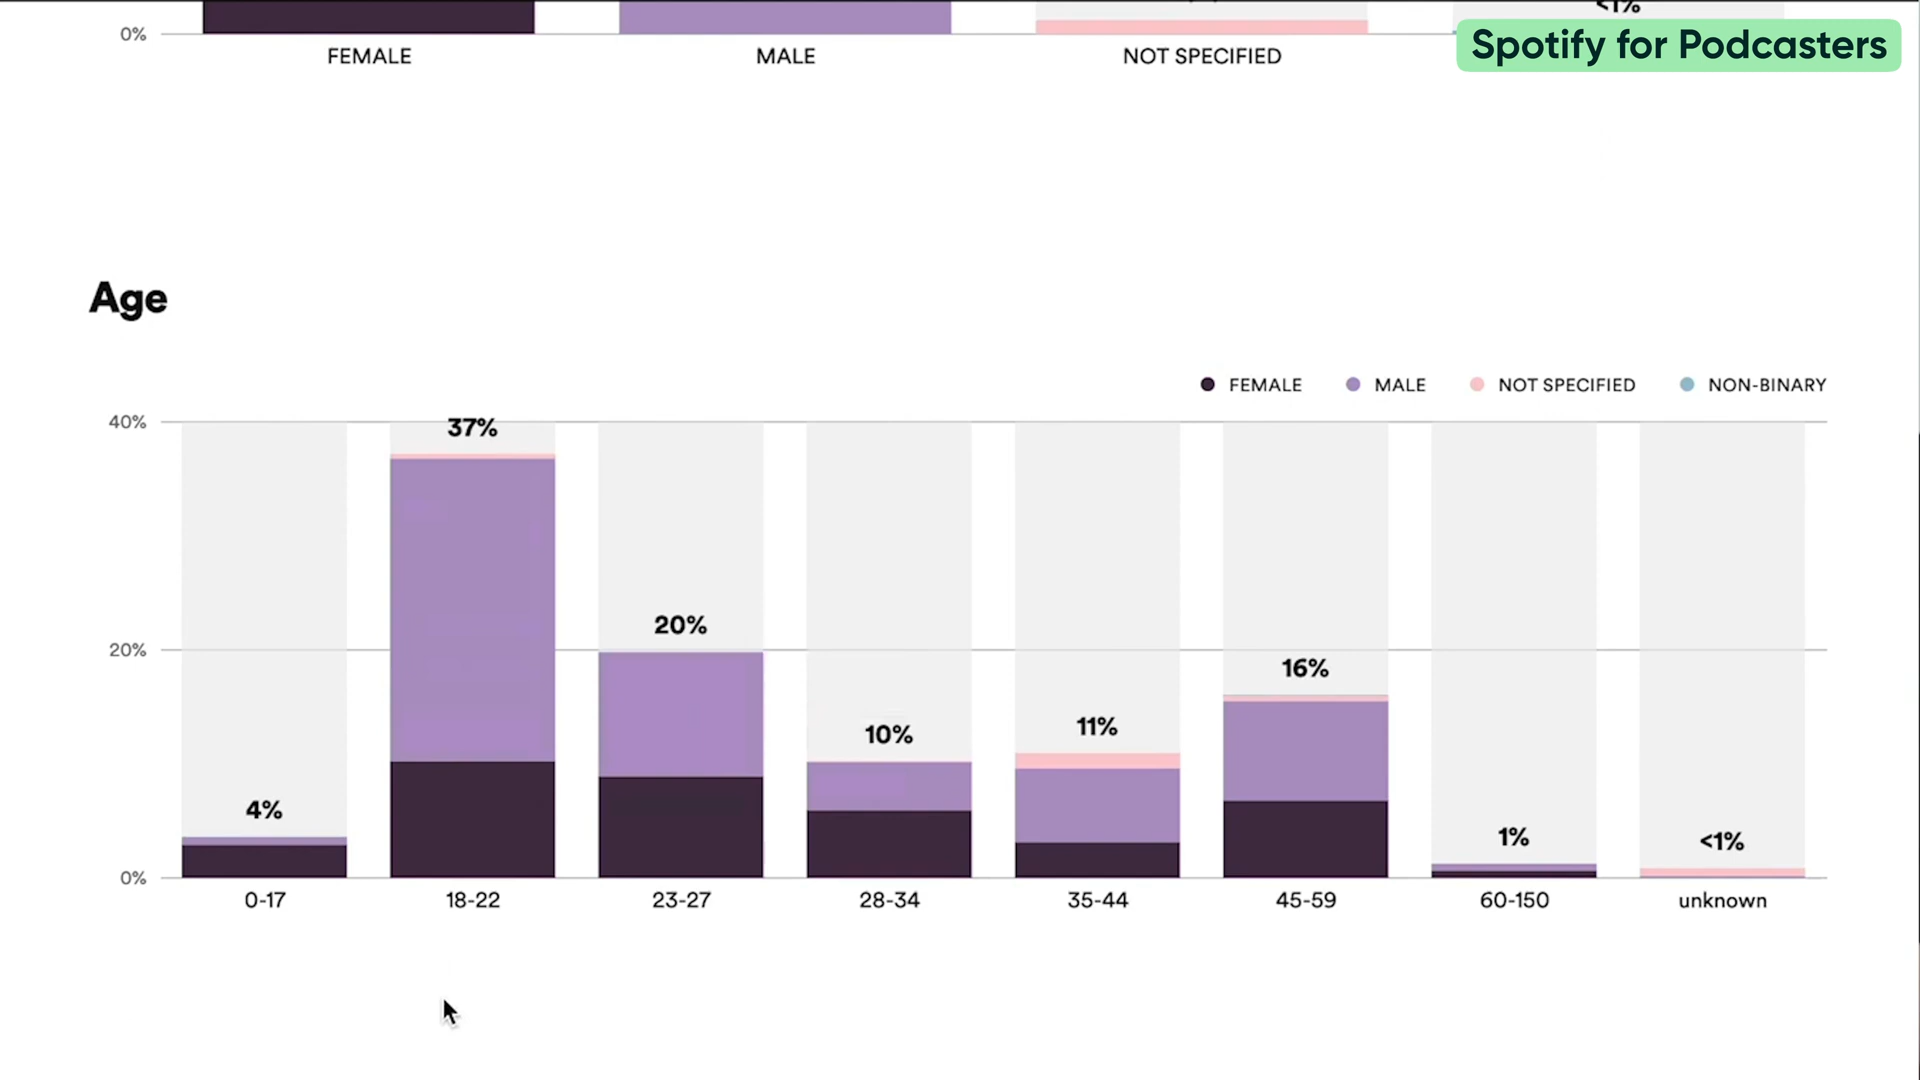 <1%
0%
FEMALE MALE NOT SPECIFIED
Spotify for Podcasters
Age
FEMALE MALE NOT SPECIFIED NON-BINARY
40%
37%
20%
20%
16%
11%
10%
4%
1%
<1%
0%
0-17 18-22 23-27 28-34 35-44 45-59 60-150 unknown